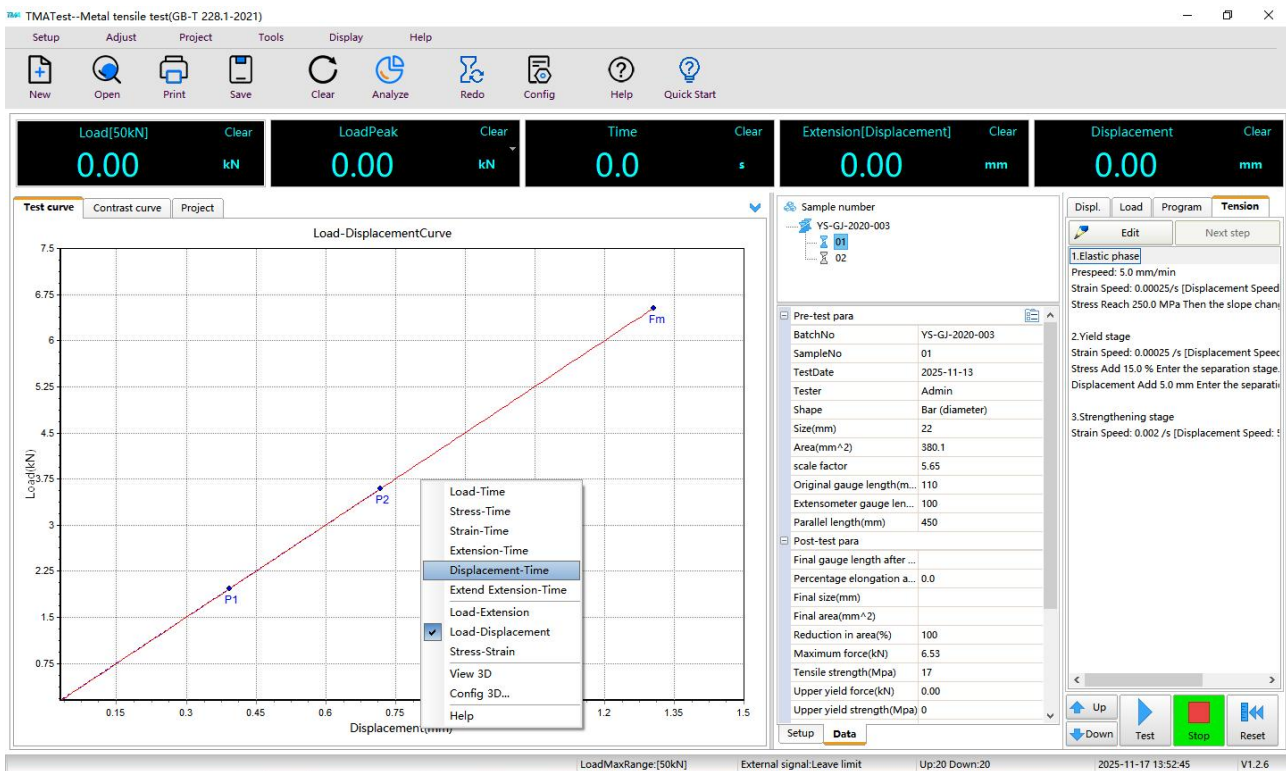 TMATest--Metal tensile test(GB-T 228.1-2021)
Setup Adjust Project Tools Display Help
New Open Print Save Clear Analyze Redo Config Help Quick Start
Load[50kN] Clear LoadPeak Clear Time Clear Extension[Displacement] Clear Displacement Clear
0.00 kN 0.00 kN 0.0 s 0.00 mm 0.00 mm
Test curve Contrast curve Project
Load-DisplacementCurve
Load(kN)
7.5
6.75
6
5.25
4.5
3.75
3
2.25
1.5
0.75
Fm
P2
P1
0.15 0.3 0.45 0.6 0.75 1.2 1.35 1.5
Load-Time
Stress-Time
Strain-Time
Extension-Time
Displacement-Time
Extend Extension-Time
Load-Extension
Load-Displacement
Stress-Strain
View 3D
Config 3D...
Help
Sample number
YS-GJ-2020-003
01
02
Pre-test para
BatchNo YS-GJ-2020-003
SampleNo 01
TestDate 2025-11-13
Tester Admin
Shape Bar (diameter)
Size(mm) 22
Area(mm^2) 380.1
scale factor 5.65
Original gauge length(m... 110
Extensometer gauge len... 100
Parallel length(mm) 450
Post-test para
Final gauge length after ...
Percentage elongation a... 0.0
Final size(mm)
Final area(mm^2)
Reduction in area(%) 100
Maximum force(kN) 6.53
Tensile strength(Mpa) 17
Upper yield force(kN) 0.00
Upper yield strength(Mpa) 0
Setup Data
Displ. Load Program Tension
Edit Next step
1.Elastic phase
Prespeed: 5.0 mm/min
Strain Speed: 0.00025/s [Displacement Speed
Stress Reach 250.0 MPa Then the slope chan
2.Yield stage
Strain Speed: 0.00025 /s [Displacement Speed
Stress Add 15.0 % Enter the separation stage.
Displacement Add 5.0 mm Enter the separati
3.Strengthening stage
Strain Speed: 0.002 /s [Displacement Speed:
Up
Down Test Stop Reset
LoadMaxRange:[50kN] External signal:Leave limit Up:20 Down:20 2025-11-17 13:52:45 V1.2.6